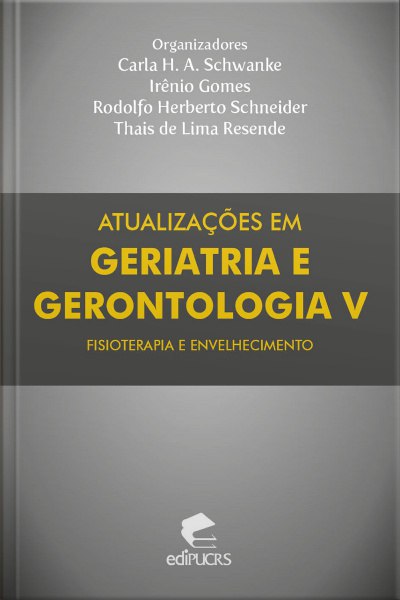 Organizadores
Carla H. A. Schwanke
Irênio Gomes
Rodolfo Herberto Schneider
Thais de Lima Resende
ATUALIZAÇÕES EM
GERIATRIA E
GERONTOLOGIA V
FISIOTERAPIA E ENVELHECIMENTO
ediPUCRS